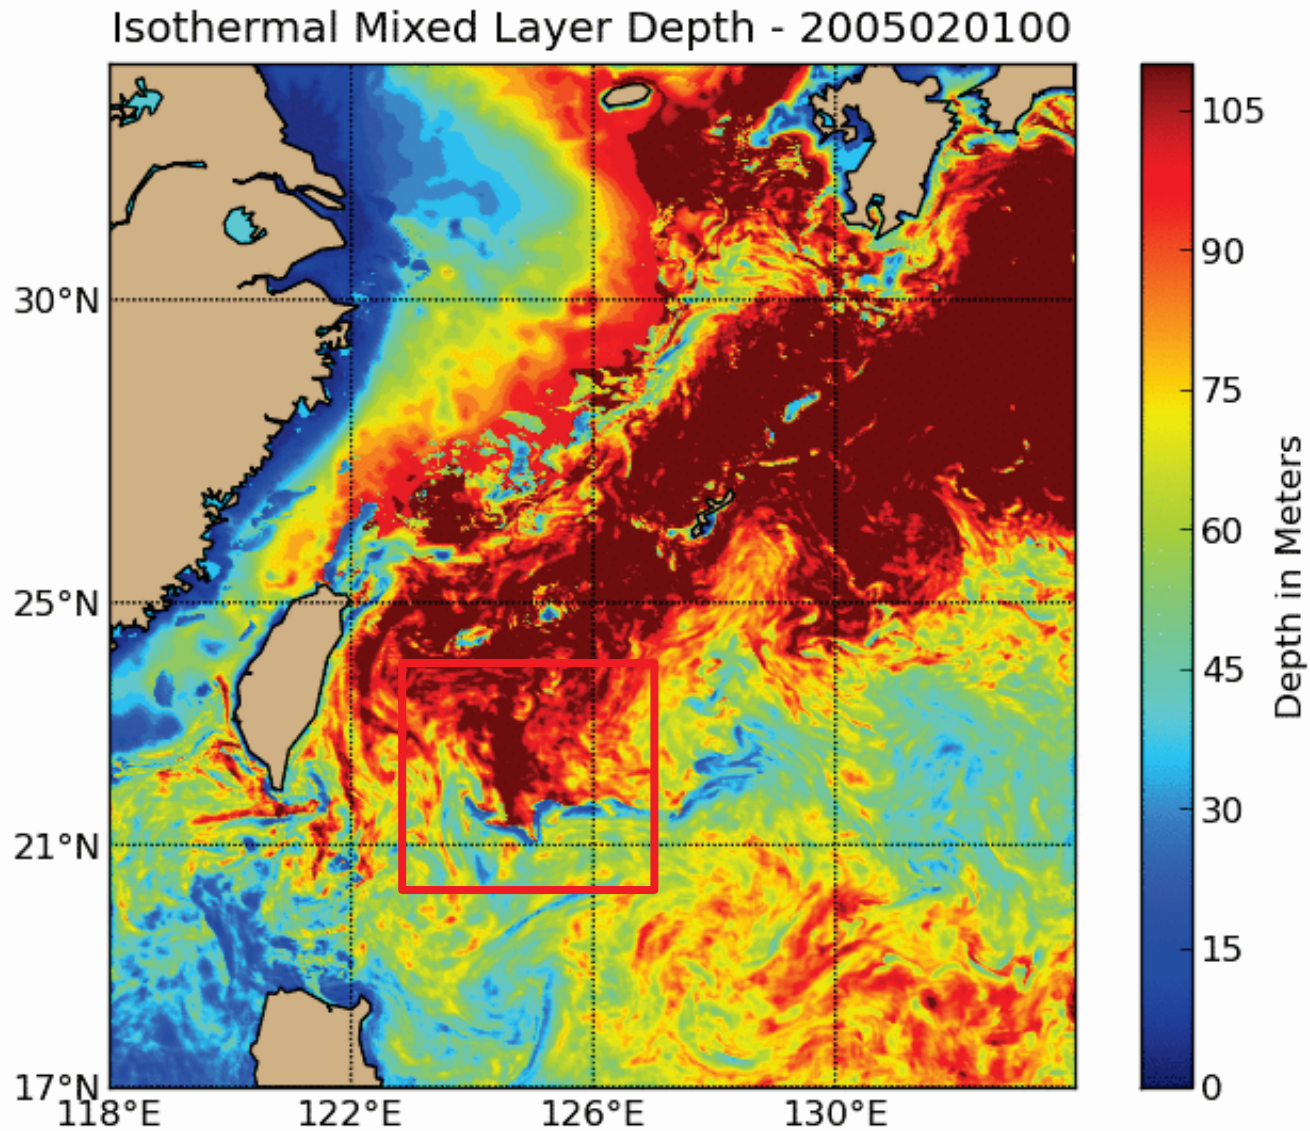 Isothermal Mixed Layer Depth - 2005020100
30°N
25°N
21°N
17°N
118°E
122°E
126°E
130°E
105
90
75
60
45
30
15
0
Depth in Meters